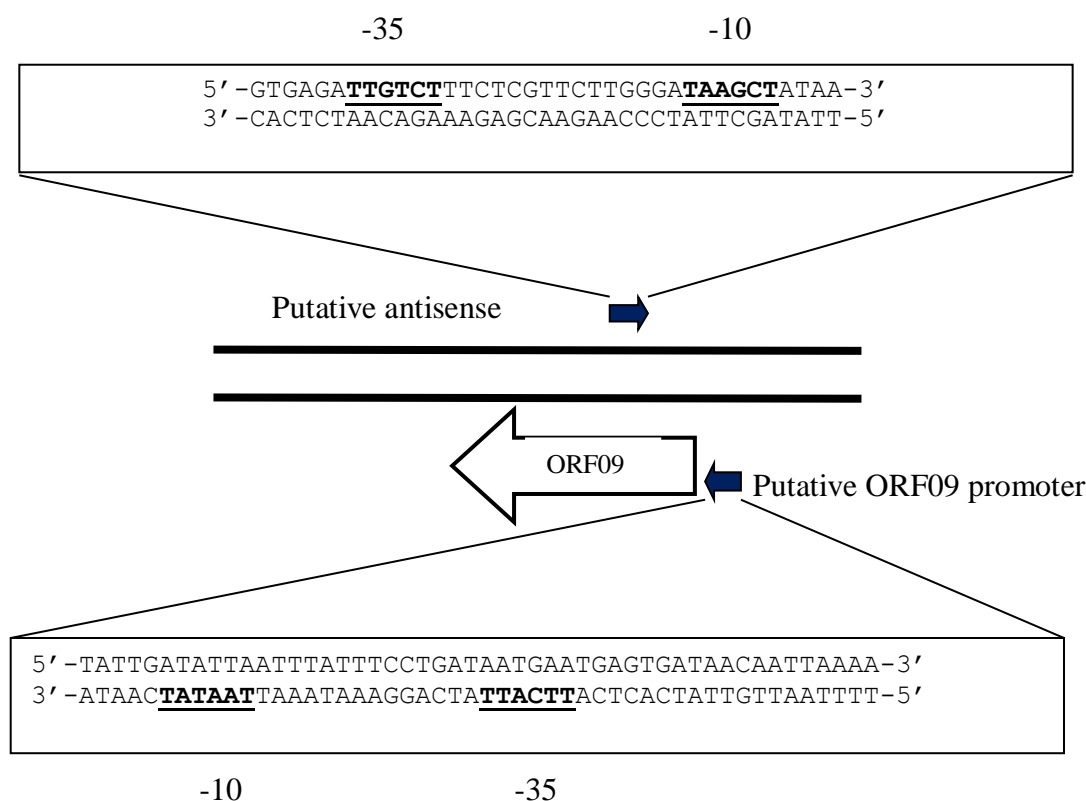 -35 -10
5′-GTGAGATTGTCTTTCTCGTTCTTGGGATAAGCTATAA-3′
3′-CACTCTAACAGAAAGAGCAAGAACCCTATTCGATATT-5′
Putative antisense
ORF09
Putative ORF09 promoter
5′-TATTGATATTAATTTATTTCCTGATAATGAATGAGTGATAACAATTAAAA-3′
3′-ATAACTATAATTAAATAAAGGACTATTACTTACTCACTATTGTTAATTTT-5′
-10 -35